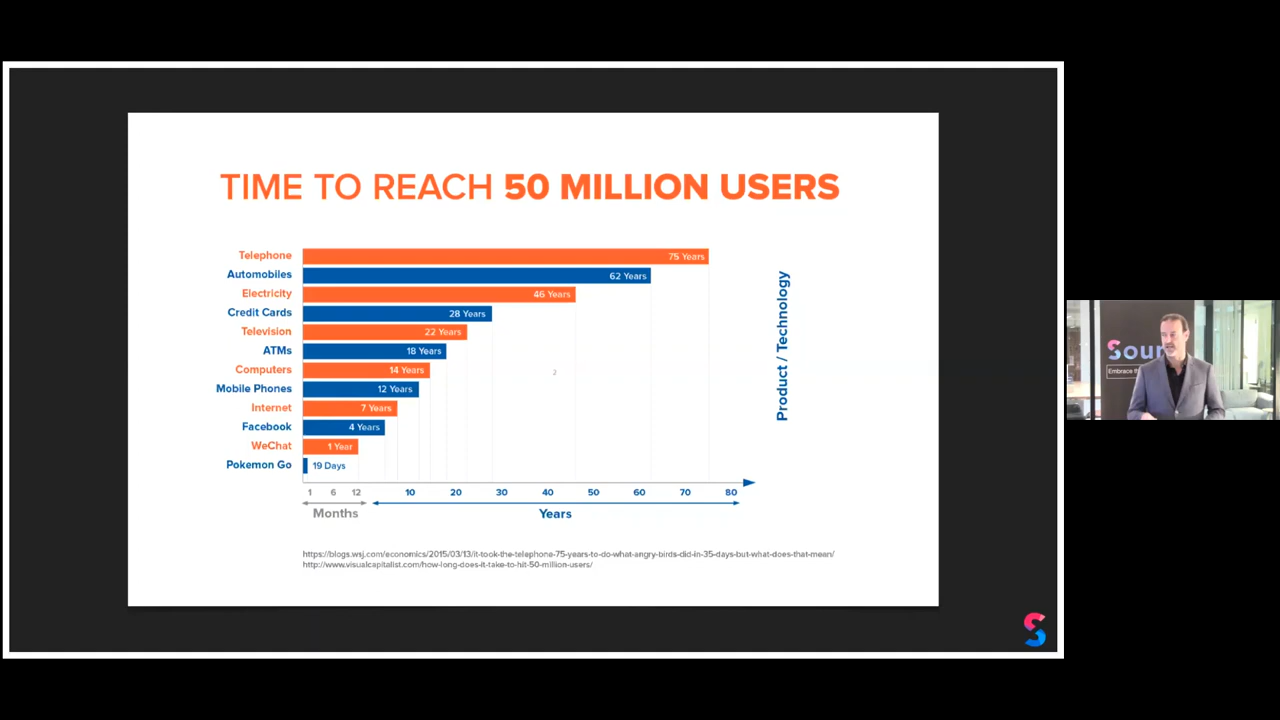 TIME TO REACH 50 MILLION USERS
Telephone 75 Years
Automobiles 62 Years
Electricity 46 Years
Credit Cards 28 Years
Television 22 Years
ATMs 18 Years
Computers 14 Years
Mobile Phones 12 Years
Internet 7 Years
Facebook 4 Years
WeChat 1 Year
Pokemon Go 19 Days
2
Product / Technology
1 6 12 10 20 30 40 50 60 70 80
Months Years
https://blogs.wsj.com/economics/2015/03/13/it-took-the-telephone-75-years-to-do-what-angry-birds-did-in-35-days-but-what-does-that-mean/
http://www.visualcapitalist.com/how-long-does-it-take-to-hit-50-million-users/
S
Sour
Embrace th